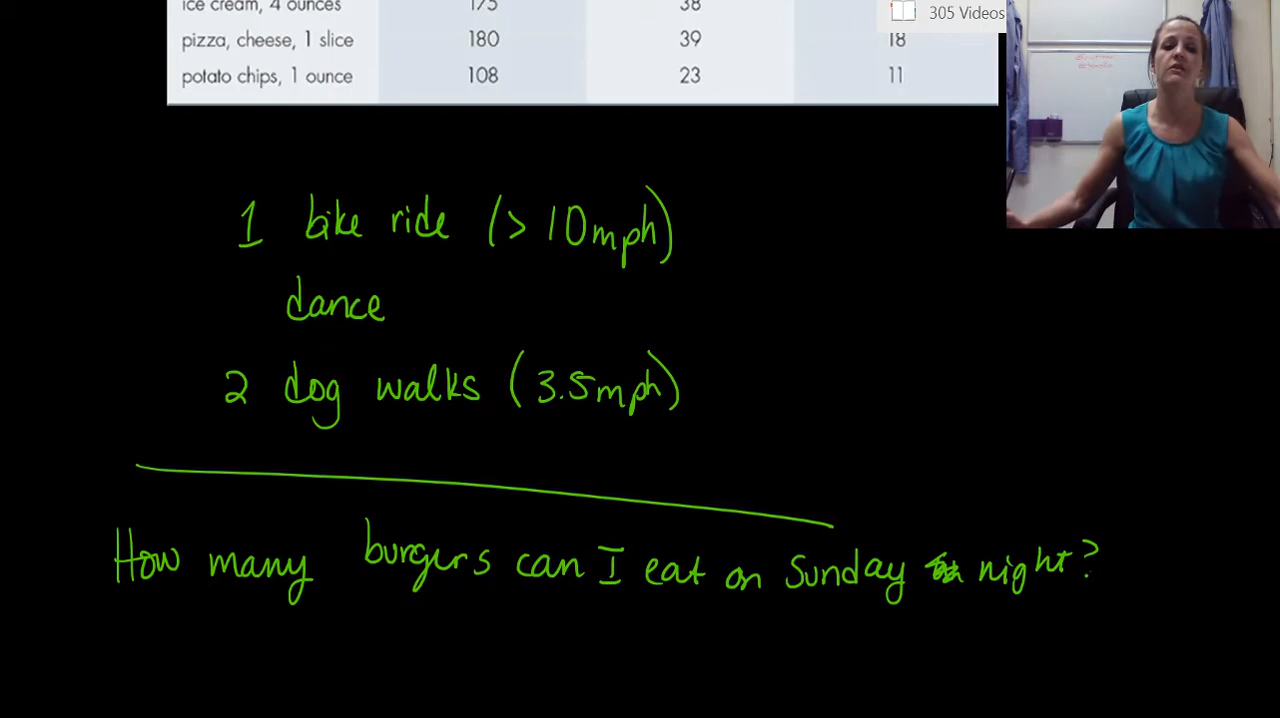 ice cream, 4 ounces 175 38
305 Videos
pizza, cheese, 1 slice 180 39 18
potato chips, 1 ounce 108 23 11
1 bike ride (> 10mph)
dance
2 dog walks (3.5mph)
How many burgers can I eat on Sunday night?